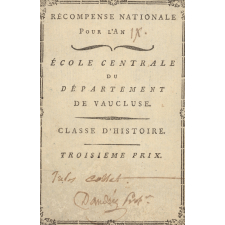 RÉCOMPENSE NATIONALE
POUR L'AN IX.
ÉCOLE CENTRALE
DU
DÉPARTEMENT
DE VAUCLUSE.
CLASSE D'HISTOIRE.
TROISIEME PRIX.